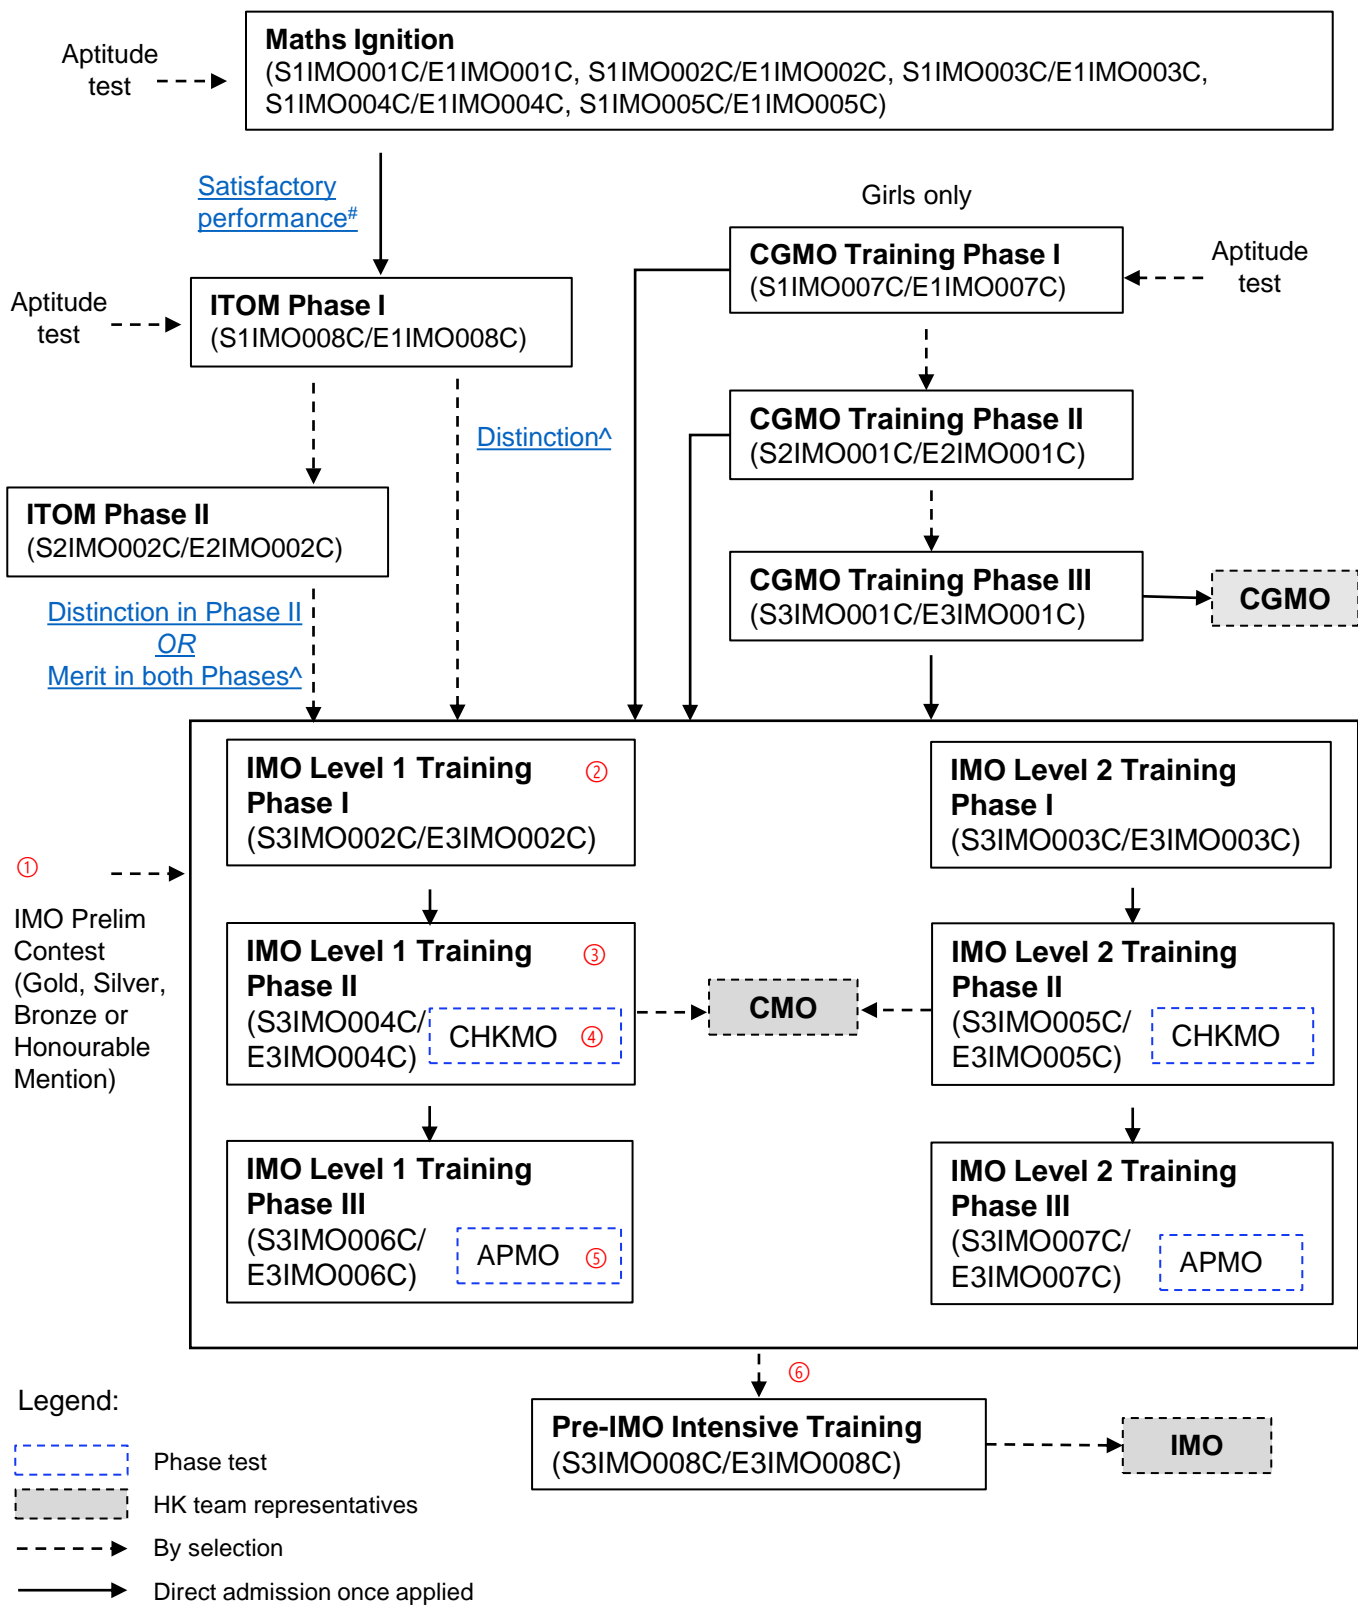 Maths Ignition
(S1IMO001C/E1IMO001C, S1IMO002C/E1IMO002C, S1IMO003C/E1IMO003C,
S1IMO004C/E1IMO004C, S1IMO005C/E1IMO005C)
Aptitude
test
Satisfactory
performance#
Girls only
CGMO Training Phase I
(S1IMO007C/E1IMO007C)
Aptitude
test
ITOM Phase I
(S1IMO008C/E1IMO008C)
Aptitude
test
Distinction^
CGMO Training Phase II
(S2IMO001C/E2IMO001C)
ITOM Phase II
(S2IMO002C/E2IMO002C)
CGMO Training Phase III
(S3IMO001C/E3IMO001C)
CGMO
Distinction in Phase II
OR
Merit in both Phases^
IMO Level 1 Training ②
Phase I
(S3IMO002C/E3IMO002C)
IMO Level 2 Training
Phase I
(S3IMO003C/E3IMO003C)
①
IMO Prelim
Contest
(Gold, Silver,
Bronze or
Honourable
Mention)
IMO Level 1 Training ③
Phase II
(S3IMO004C/
E3IMO004C)
CHKMO ④
CMO
IMO Level 2 Training
Phase II
(S3IMO005C/
E3IMO005C)
CHKMO
IMO Level 1 Training
Phase III
(S3IMO006C/
E3IMO006C)
APMO ⑤
IMO Level 2 Training
Phase III
(S3IMO007C/
E3IMO007C)
APMO
⑥
Pre-IMO Intensive Training
(S3IMO008C/E3IMO008C)
IMO
Legend:
Phase test
HK team representatives
By selection
Direct admission once applied